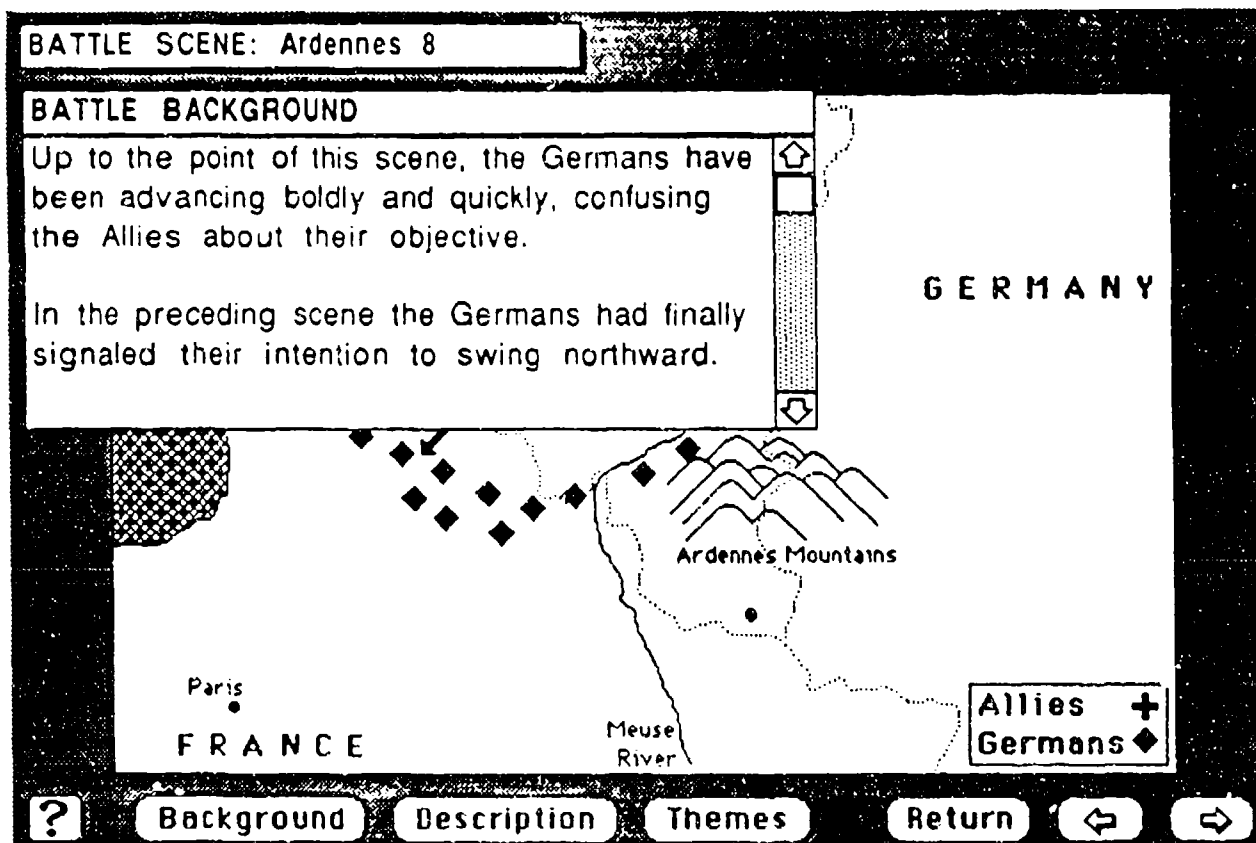 BATTLE SCENE: Ardennes 8
BATTLE BACKGROUND
Up to the point of this scene, the Germans have
been advancing boldly and quickly, confusing
the Allies about their objective.
In the preceding scene the Germans had finally
signaled their intention to swing northward.
GERMANY
Ardennes Mountains
Paris
FRANCE
Meuse
River
Allies
Germans
? Background Description Themes Return